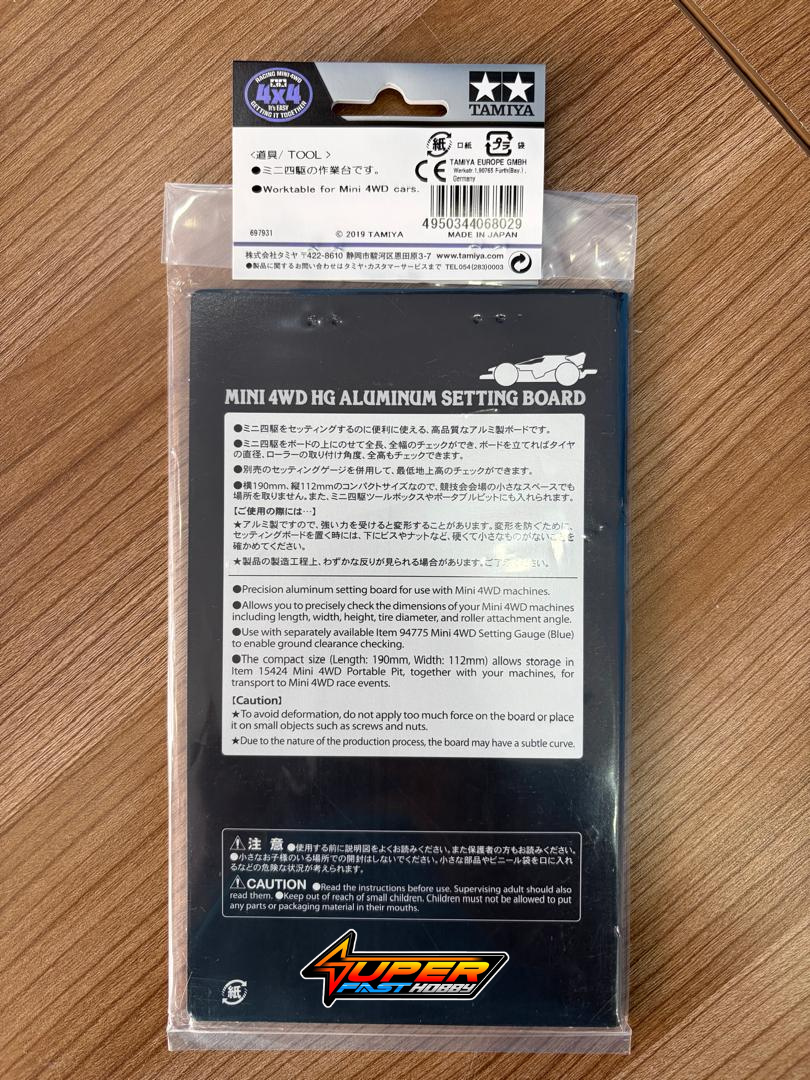 RACING MINI 4WD
4x4
It's EASY
GETTING IT TOGETHER
TAMIYA
紙 口紙 プラ 袋
<道具/ TOOL >
●ミニ四駆の作業台です。
●Worktable for Mini 4WD cars.
CE
TAMIYA EUROPE GMBH
Werkstr.1,90765 Furth(Bay.),
Germany
4950344068029
697931
© 2019 TAMIYA
MADE IN JAPAN
株式会社タミヤ 〒422-8610 静岡市駿河区恩田原3-7 www.tamiya.com
●製品に関するお問い合わせはタミヤ・カスタマーサービスまで TEL054(283)0003
MINI 4WD HG ALUMINUM SETTING BOARD
●ミニ四駆をセッティングするのに便利に使える、高品質なアルミ製ボードです。
●ミニ四駆をボードの上にのせて全長、全幅のチェックができ、ボードを立てればタイヤ
の直径、ローラーの取り付け角度、全高もチェックできます。
●別売のセッティングゲージを併用して、最低地上高のチェックができます。
●横190mm、縦112mmのコンパクトサイズなので、競技会会場の小さなスペースでも
場所を取りません。また、ミニ四駆ツールボックスやポータブルピットにも入れられます。
【ご使用の際には…】
★アルミ製ですので、強い力を受けると変形することがあります。変形を防ぐために、
セッティングボードを置く時には、下にビスやナットなど、硬くて小さなものがないことを
確かめてください。
★製品の製造工程上、わずかな反りが見られる場合があります。ご了承ください。
●Precision aluminum setting board for use with Mini 4WD machines.
●Allows you to precisely check the dimensions of your Mini 4WD machines
including length, width, height, tire diameter, and roller attachment angle.
●Use with separately available Item 94775 Mini 4WD Setting Gauge (Blue)
to enable ground clearance checking.
●The compact size (Length: 190mm, Width: 112mm) allows storage in
Item 15424 Mini 4WD Portable Pit, together with your machines, for
transport to Mini 4WD race events.
【Caution】
★To avoid deformation, do not apply too much force on the board or place
it on small objects such as screws and nuts.
★Due to the nature of the production process, the board may have a subtle curve.
注 意 ●使用する前に説明図をよくお読みください。また保護者の方もお読みください。
●小さなお子様のいる場所での開封はしないでください。小さな部品やビニール袋を口に入れ
るなどの危険な状況が考えられます。
CAUTION ●Read the instructions before use. Supervising adult should also
read them. ●Keep out of reach of small children. Children must not be allowed to put
any parts or packaging material in their mouths.
SUPER
FAST HOBBY
紙